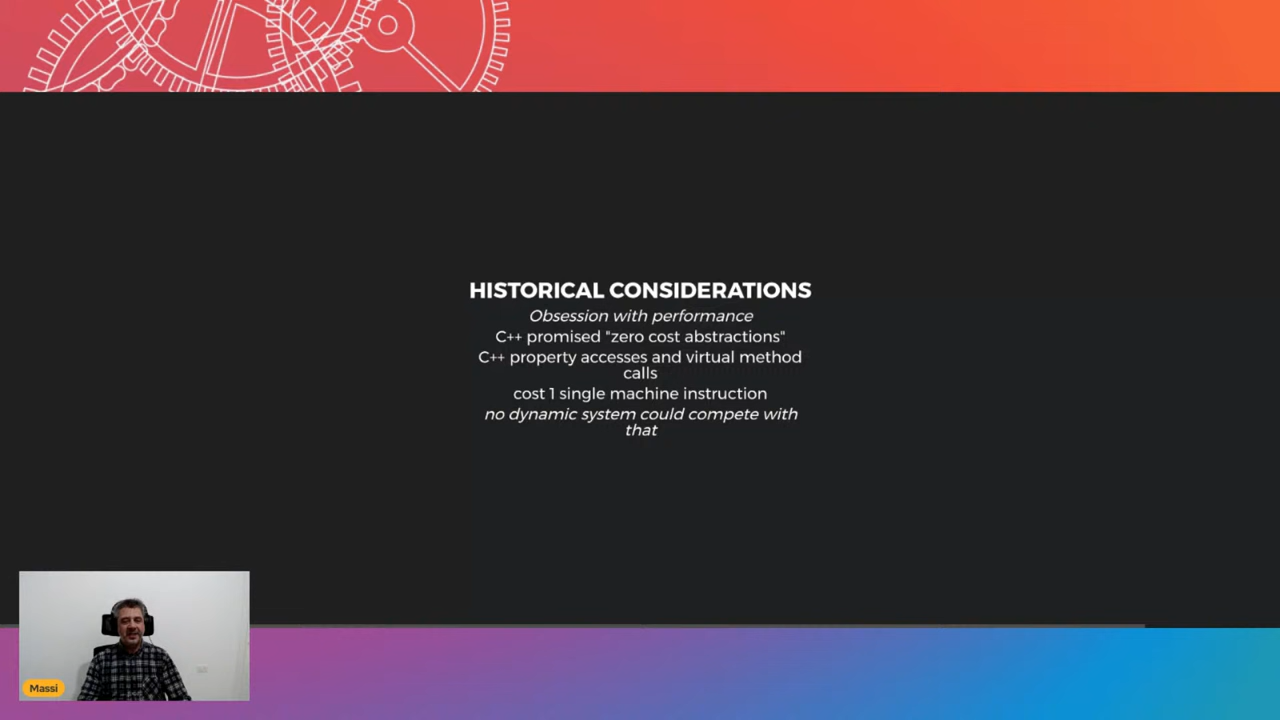 HISTORICAL CONSIDERATIONS
Obsession with performance
C++ promised "zero cost abstractions"
C++ property accesses and virtual method
calls
cost 1 single machine instruction
no dynamic system could compete with
that
Massi